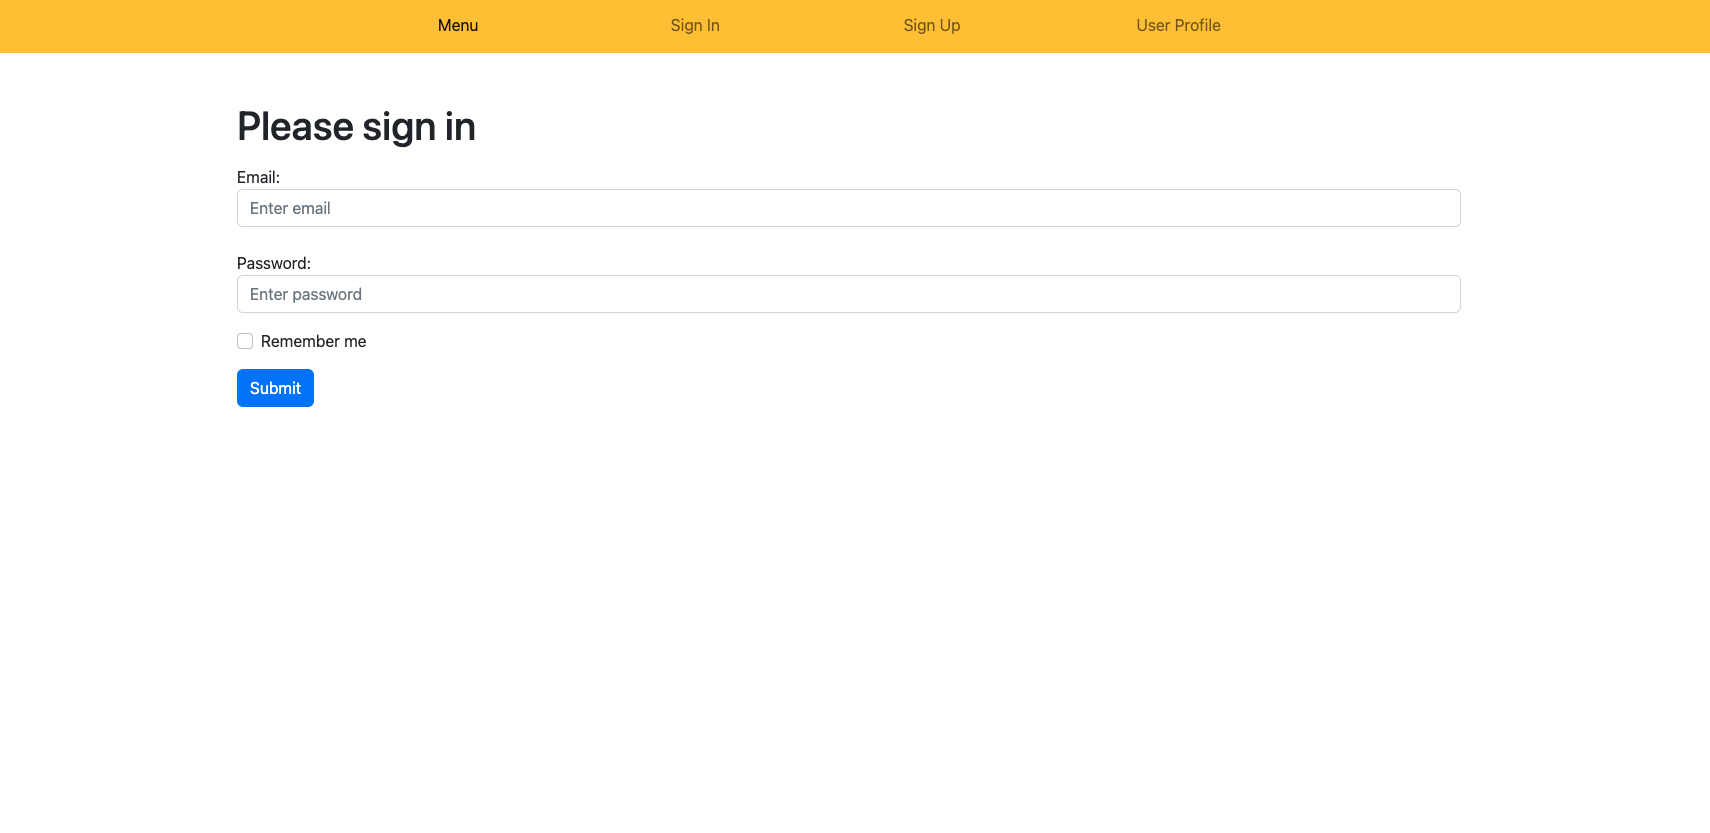 Menu Sign In Sign Up User Profile
Please sign in
Email:
Enter email
Password:
Enter password
Remember me
Submit